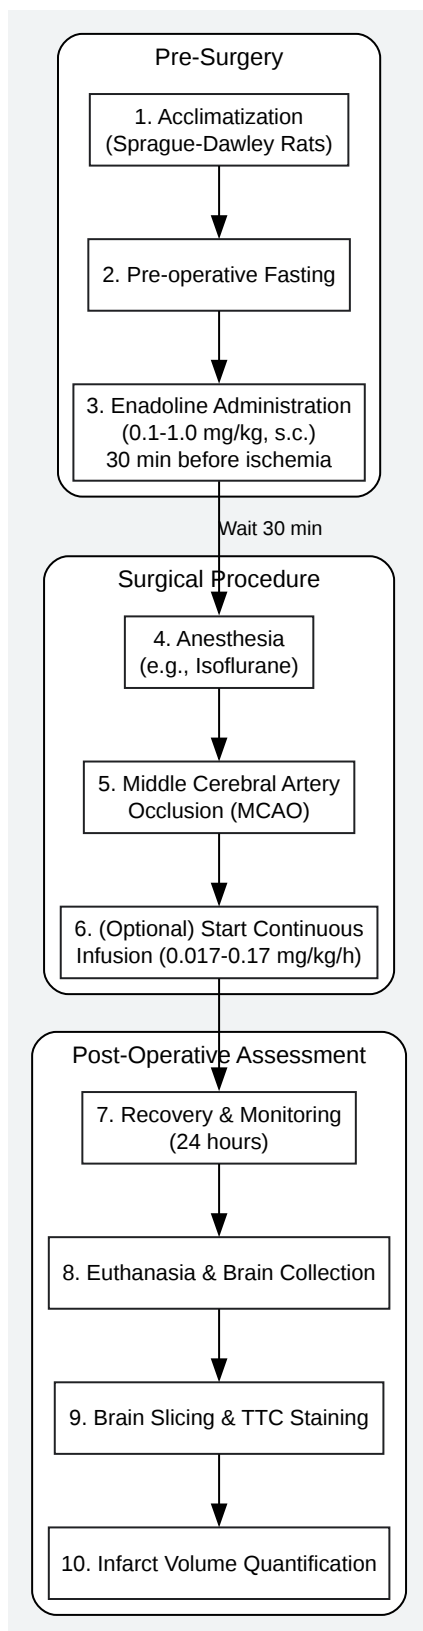 Pre-Surgery
1. Acclimatization
(Sprague-Dawley Rats)
2. Pre-operative Fasting
3. Enadoline Administration
(0.1-1.0 mg/kg, s.c.)
30 min before ischemia
Wait 30 min
Surgical Procedure
4. Anesthesia
(e.g., Isoflurane)
5. Middle Cerebral Artery
Occlusion (MCAO)
6. (Optional) Start Continuous
Infusion (0.017-0.17 mg/kg/h)
Post-Operative Assessment
7. Recovery & Monitoring
(24 hours)
8. Euthanasia & Brain Collection
9. Brain Slicing & TTC Staining
10. Infarct Volume Quantification